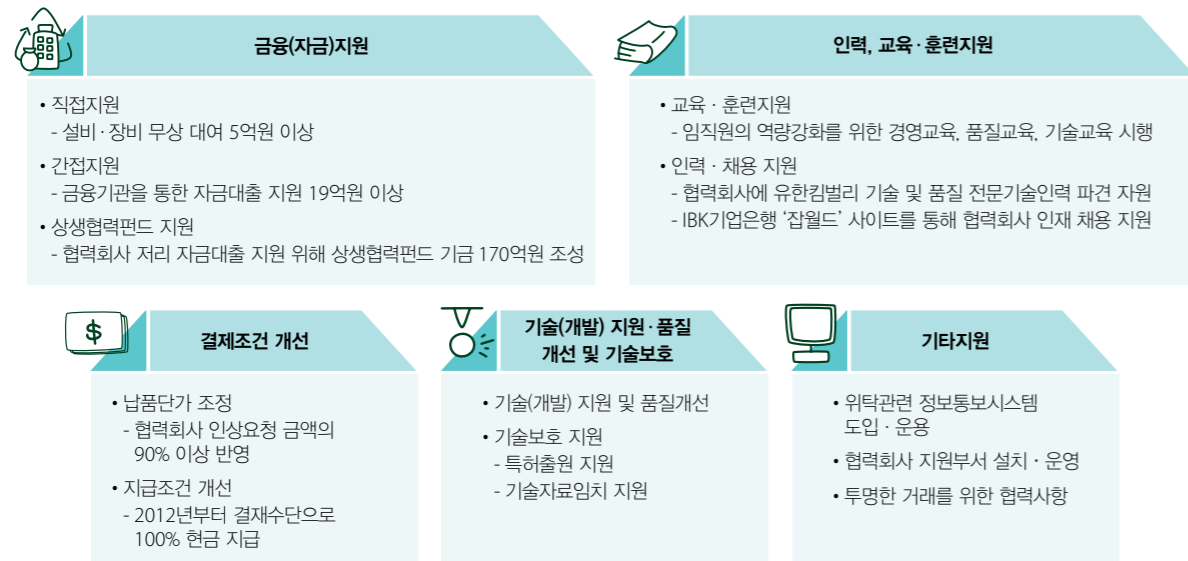 금융(자금)지원
• 직접지원
- 설비·장비 무상 대여 5억원 이상
• 간접지원
- 금융기관을 통한 자금대출 지원 19억원 이상
• 상생협력펀드 지원
- 협력회사 저리 자금대출 지원 위해 상생협력펀드 기금 170억원 조성
인력, 교육·훈련지원
• 교육·훈련지원
- 임직원의 역량강화를 위한 경영교육, 품질교육, 기술교육 시행
• 인력·채용 지원
- 협력회사에 유한킴벌리 기술 및 품질 전문기술인력 파견 자원
- IBK기업은행 ‘잡월드’ 사이트를 통해 협력회사 인재 채용 지원
$
결제조건 개선
• 납품단가 조정
- 협력회사 인상요청 금액의
90% 이상 반영
• 지급조건 개선
- 2012년부터 결재수단으로
100% 현금 지급
기술(개발) 지원·품질
개선 및 기술보호
• 기술(개발) 지원 및 품질개선
• 기술보호 지원
- 특허출원 지원
- 기술자료임치 지원
기타지원
• 위탁관련 정보통보시스템
도입·운용
• 협력회사 지원부서 설치·운영
• 투명한 거래를 위한 협력사항